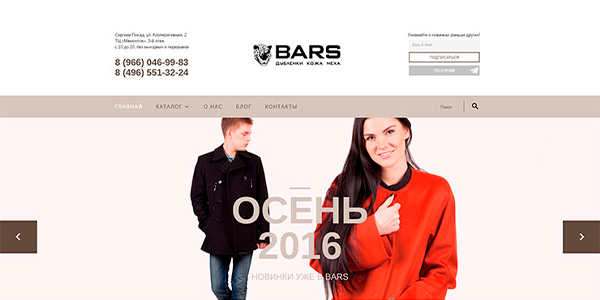 Сергиев Посад, ул. Кооперативная, 2
ТЦ «Авоська», 3-й этаж
с 10 до 20, без выходных и перерывов
8 (966) 046-99-83
8 (496) 551-32-24
BARS
ДУБЛЕНКИ КОЖА МЕХА
Узнавайте о новинках раньше других!
Ваш E-mail
ПОДПИСАТЬСЯ
TELEGRAM
ГЛАВНАЯ КАТАЛОГ О НАС БЛОГ КОНТАКТЫ
Поиск
ОСЕНЬ
2016
НОВИНКИ УЖЕ В BARS